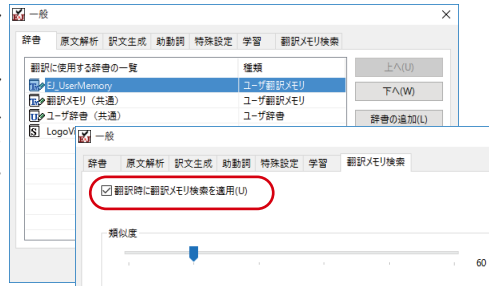 一般
辞書 原文解析 訳文生成 助動詞 特殊設定 学習 翻訳メモリ検索
翻訳に使用する辞書の一覧 種類
EJ_UserMemory ユーザ翻訳メモリ
翻訳メモリ（共通） ユーザ翻訳メモリ
ユーザ辞書（共通） ユーザ辞書
上へ(U)
下へ(W)
辞書の追加(L)
一般
辞書 原文解析 訳文生成 助動詞 特殊設定 学習 翻訳メモリ検索
翻訳時に翻訳メモリ検索を適用(U)
類似度
60